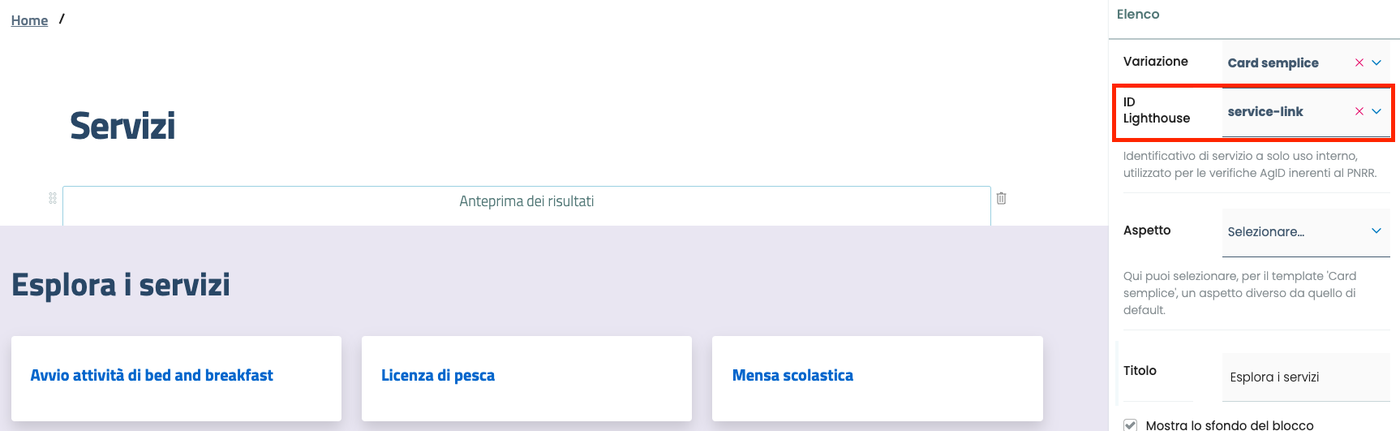 Home /
Servizi
Anteprima dei risultati
Esplora i servizi
Avvio attività di bed and breakfast
Licenza di pesca
Mensa scolastica
Elenco
Variazione
Card semplice
ID
Lighthouse
service-link
Identificativo di servizio a solo uso interno,
utilizzato per le verifiche AgID inerenti al PNRR.
Aspetto
Selezionare...
Qui puoi selezionare, per il template 'Card
semplice', un aspetto diverso da quello di
default.
Titolo
Esplora i servizi
Mostra lo sfondo del blocco